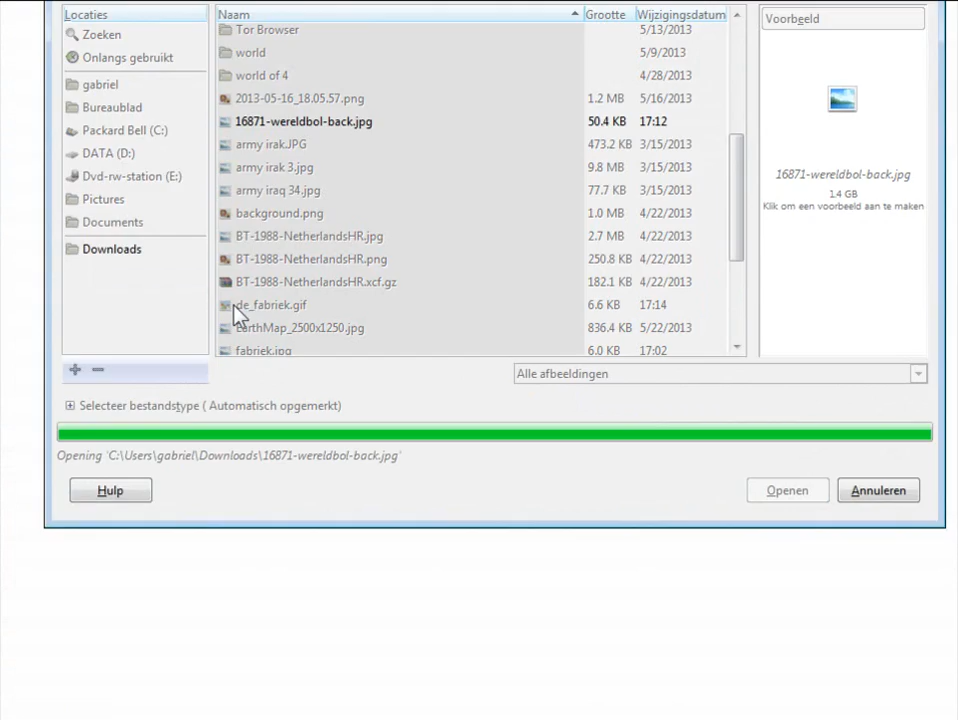 Locaties
Zoeken
Onlangs gebruikt
gabriel
Bureaublad
Packard Bell (C:)
DATA (D:)
Dvd-rw-station (E:)
Pictures
Documents
Downloads
Naam Grootte Wijzigingsdatum
Tor Browser 5/13/2013
world 5/9/2013
world of 4 4/28/2013
2013-05-16_18.05.57.png 1.2 MB 5/16/2013
16871-wereldbol-back.jpg 50.4 KB 17:12
army irak.JPG 473.2 KB 3/15/2013
army irak 3.jpg 9.8 MB 3/15/2013
army iraq 34.jpg 77.7 KB 3/15/2013
background.png 1.0 MB 4/22/2013
BT-1988-NetherlandsHR.jpg 2.7 MB 4/22/2013
BT-1988-NetherlandsHR.png 250.8 KB 4/22/2013
BT-1988-NetherlandsHR.xcf.gz 182.1 KB 4/22/2013
de_fabriek.gif 6.6 KB 17:14
EarthMap_2500x1250.jpg 836.4 KB 5/22/2013
fabriek.jpg 6.0 KB 17:02
Voorbeeld
16871-wereldbol-back.jpg
1.4 GB
Klik om een voorbeeld aan te maken
Alle afbeeldingen
Selecteer bestandstype ( Automatisch opgemerkt)
Opening 'C:\Users\gabriel\Downloads\16871-wereldbol-back.jpg'
Hulp Openen Annuleren